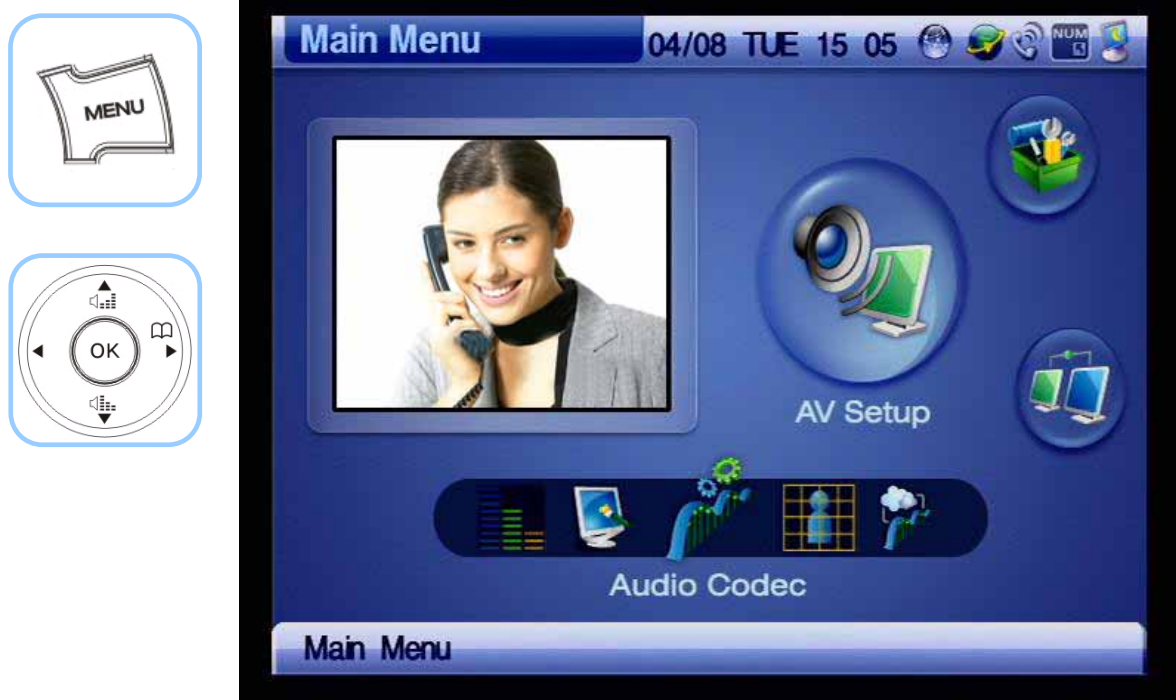 MENU
OK
Main Menu
04/08 TUE 15 05
NUM
AV Setup
Audio Codec
Main Menu